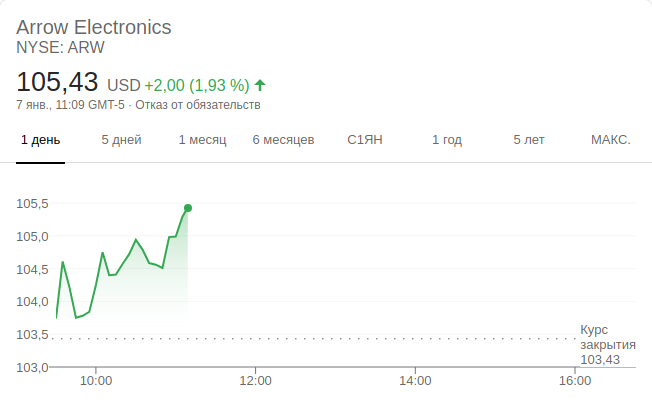 Arrow Electronics
NYSE: ARW
105,43 USD +2,00 (1,93 %)
7 янв., 11:09 GMT-5 · Отказ от обязательств
1 день 5 дней 1 месяц 6 месяцев С1ЯН 1 год 5 лет МАКС.
105,5
105,0
104,5
104,0
103,5
103,0
Курс
закрытия
103,43
10:00 12:00 14:00 16:00